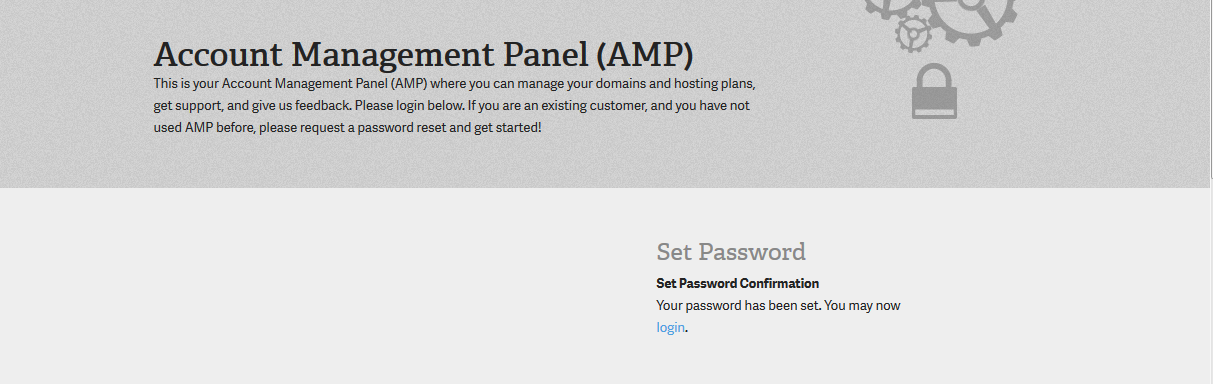 Account Management Panel (AMP)
This is your Account Management Panel (AMP) where you can manage your domains and hosting plans,
get support, and give us feedback. Please login below. If you are an existing customer, and you have not
used AMP before, please request a password reset and get started!
Set Password
Set Password Confirmation
Your password has been set. You may now
login.